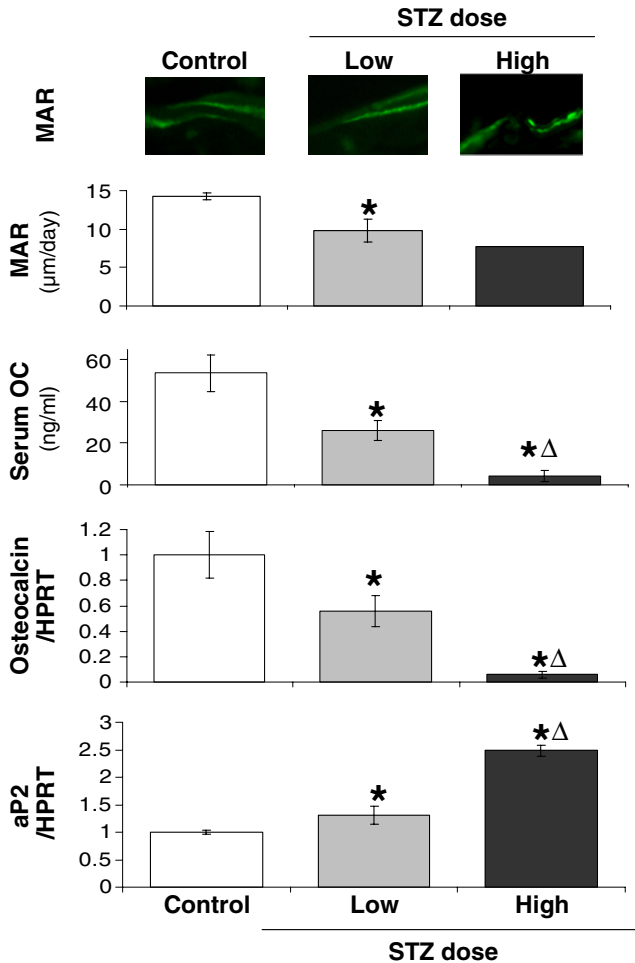 STZ dose
Control Low High
MAR
MAR
(µm/day)
15
10
5
0
*
Serum OC
(ng/ml)
60
40
20
0
*
*Δ
Osteocalcin
/HPRT
1.2
1
0.8
0.6
0.4
0.2
0
*
*Δ
aP2
/HPRT
3
2.5
2
1.5
1
0.5
0
*
*Δ
Control Low High
STZ dose